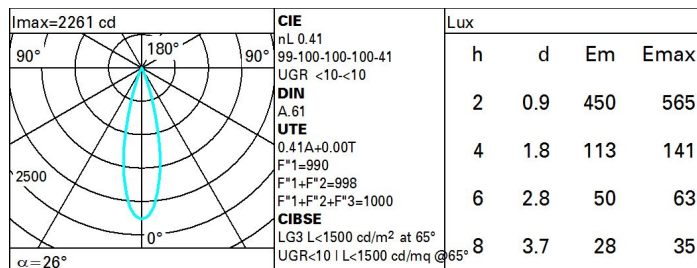 Imax=2261 cd
90°
180°
90°
2500
0°
α=26°
CIE
nL 0.41
99-100-100-100-41
UGR <10-<10
DIN
A.61
UTE
0.41A+0.00T
F"1=990
F"1+F"2=998
F"1+F"2+F"3=1000
CIBSE
LG3 L<1500 cd/m² at 65°
UGR<10 | L<1500 cd/mq @65°
Lux
h d Em Emax
2 0.9 450 565
4 1.8 113 141
6 2.8 50 63
8 3.7 28 35